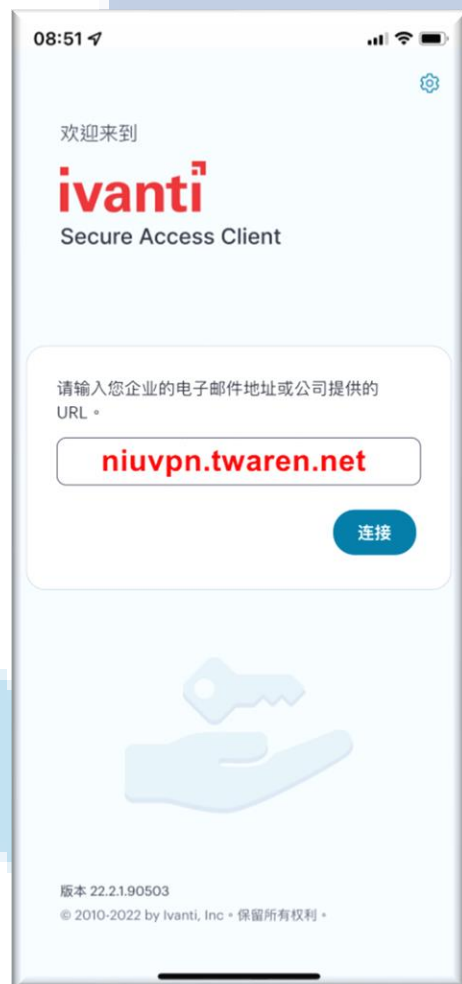 08:51
欢迎来到
ivanti
Secure Access Client
请输入您企业的电子邮件地址或公司提供的
URL。
niuvpn.twaren.net
连接
版本 22.2.1.90503
© 2010-2022 by Ivanti, Inc。保留所有权利。